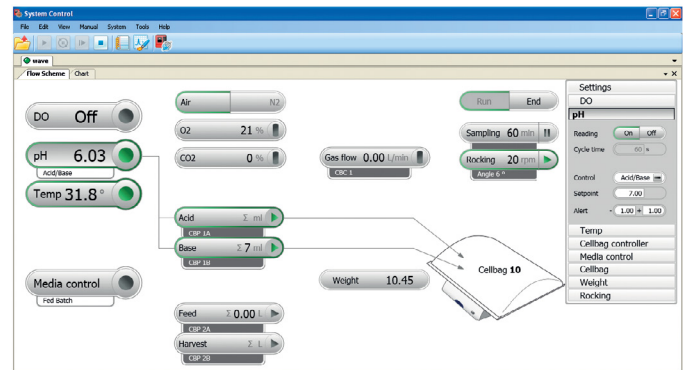 System Control
File Edit View Manual System Tools Help
wave
Flow Scheme Chart
DO Off
pH 6.03
Acid/Base
Temp 31.8 °
Media control
Fed Batch
Air N2
O2 21 %
CO2 0 %
Acid Σ ml
CBP 1A
Base Σ 7 ml
CBP 1B
Feed Σ 0.00 L
CBP 2A
Harvest Σ L
CBP 2B
Gas flow 0.00 L/min
CBC 1
Weight 10.45
Run End
Sampling 60 min
Rocking 20 rpm
Angle 6 °
Cellbag 10
Settings
DO
pH
Reading On Off
Cycle time 60 s
Control Acid/Base
Setpoint 7.00
Alert - 1.00 + 1.00
Temp
Cellbag controller
Media control
Cellbag
Weight
Rocking